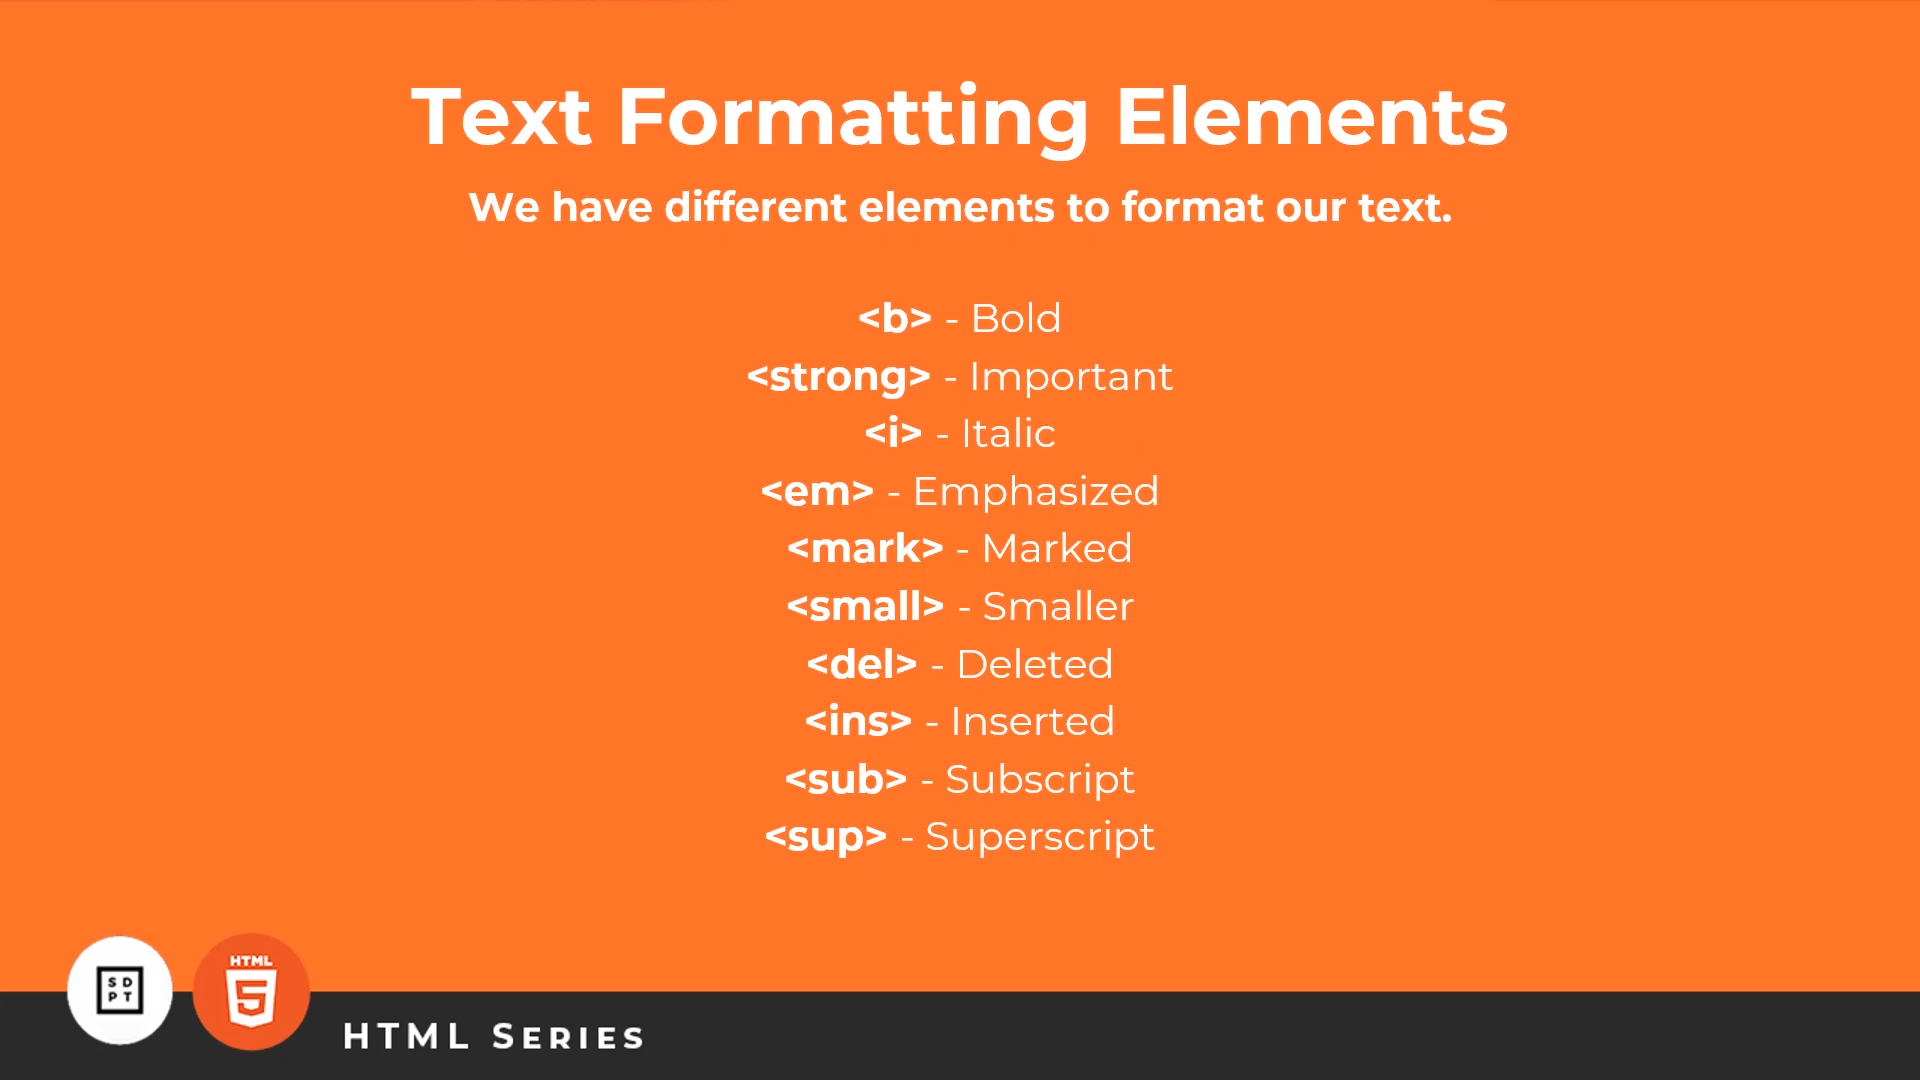 Text Formatting Elements
We have different elements to format our text.
<b> - Bold
<strong> - Important
<i> - Italic
<em> - Emphasized
<mark> - Marked
<small> - Smaller
<del> - Deleted
<ins> - Inserted
<sub> - Subscript
<sup> - Superscript
S D
P T
HTML
5
HTML SERIES